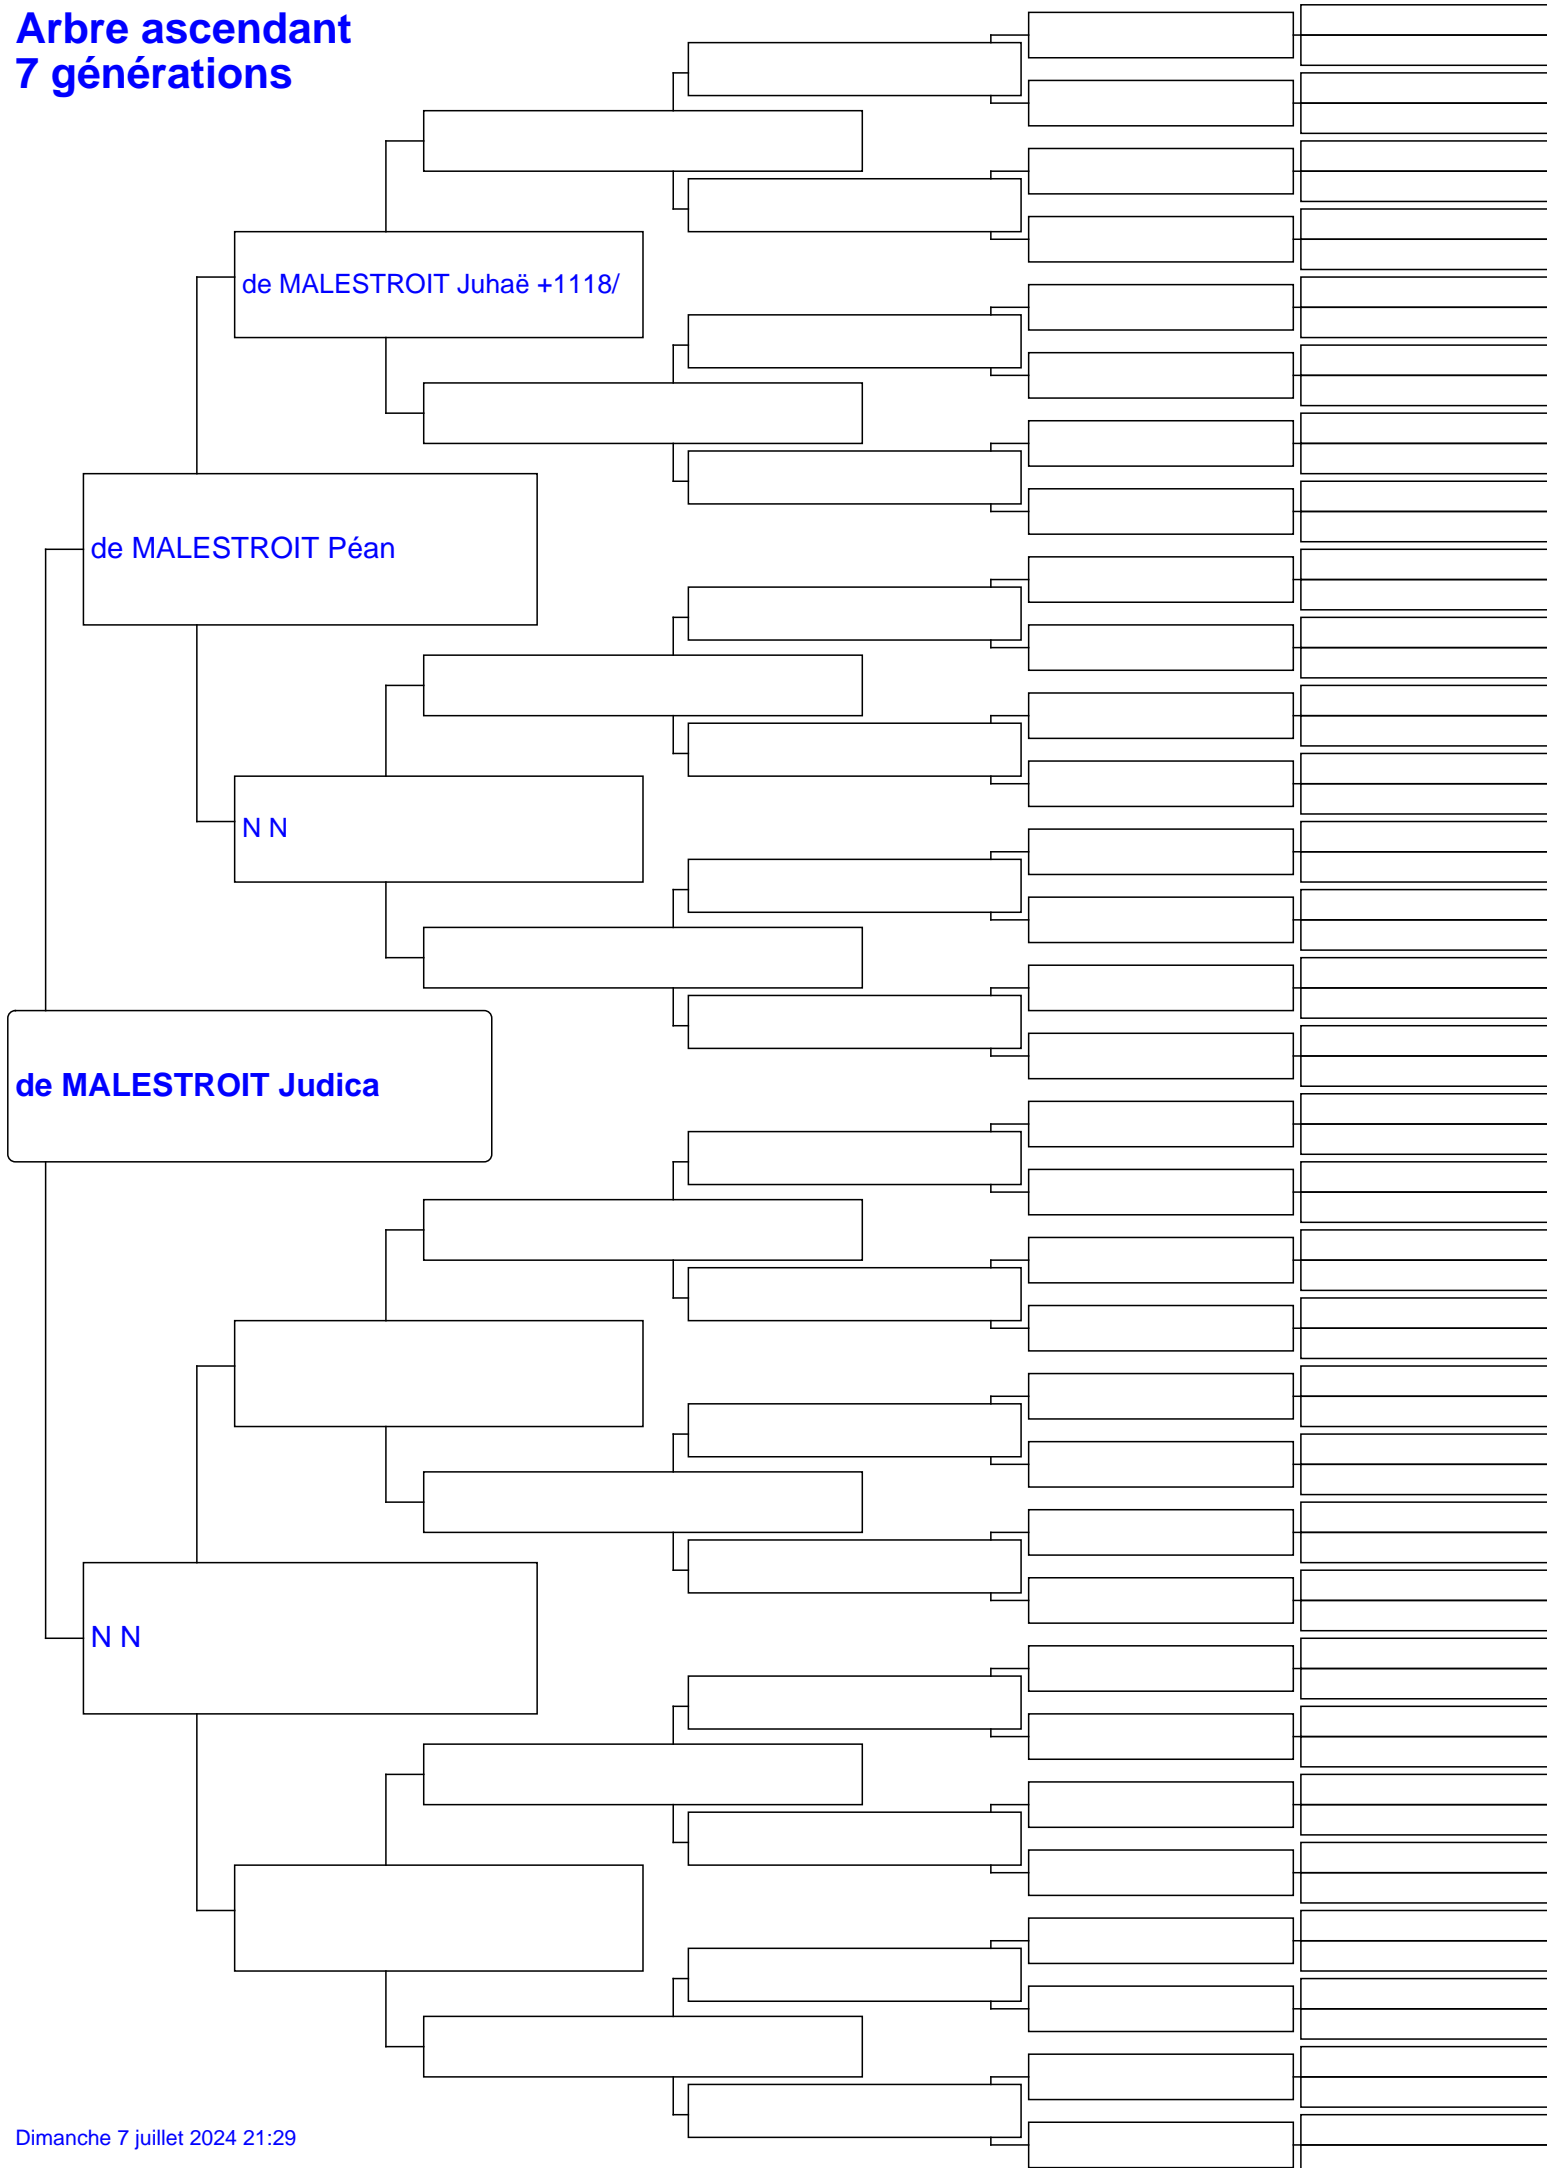 Arbre ascendant
7 générations
de MALESTROIT Juhaë +1118/
de MALESTROIT Péan
N N
de MALESTROIT Judica
N N
Dimanche 7 juillet 2024 21:29